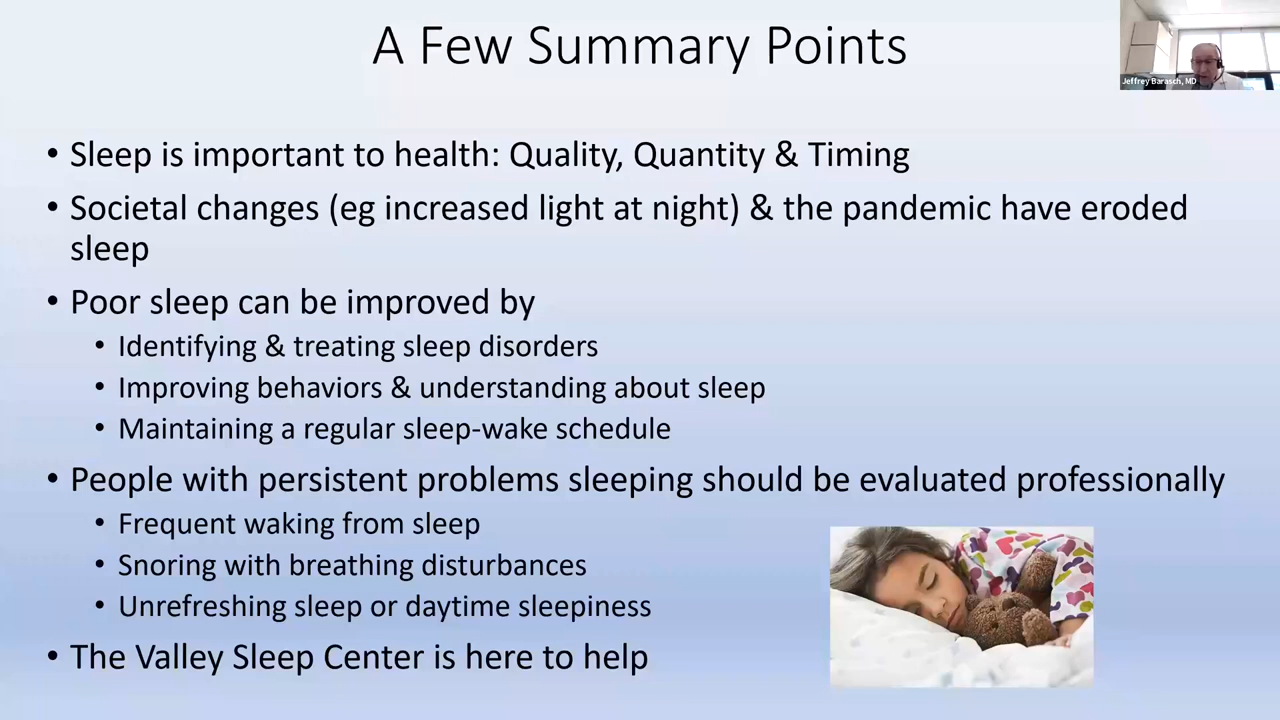 A Few Summary Points
Jeffrey Barasch, MD
• Sleep is important to health: Quality, Quantity & Timing
• Societal changes (eg increased light at night) & the pandemic have eroded
sleep
• Poor sleep can be improved by
• Identifying & treating sleep disorders
• Improving behaviors & understanding about sleep
• Maintaining a regular sleep-wake schedule
• People with persistent problems sleeping should be evaluated professionally
• Frequent waking from sleep
• Snoring with breathing disturbances
• Unrefreshing sleep or daytime sleepiness
• The Valley Sleep Center is here to help